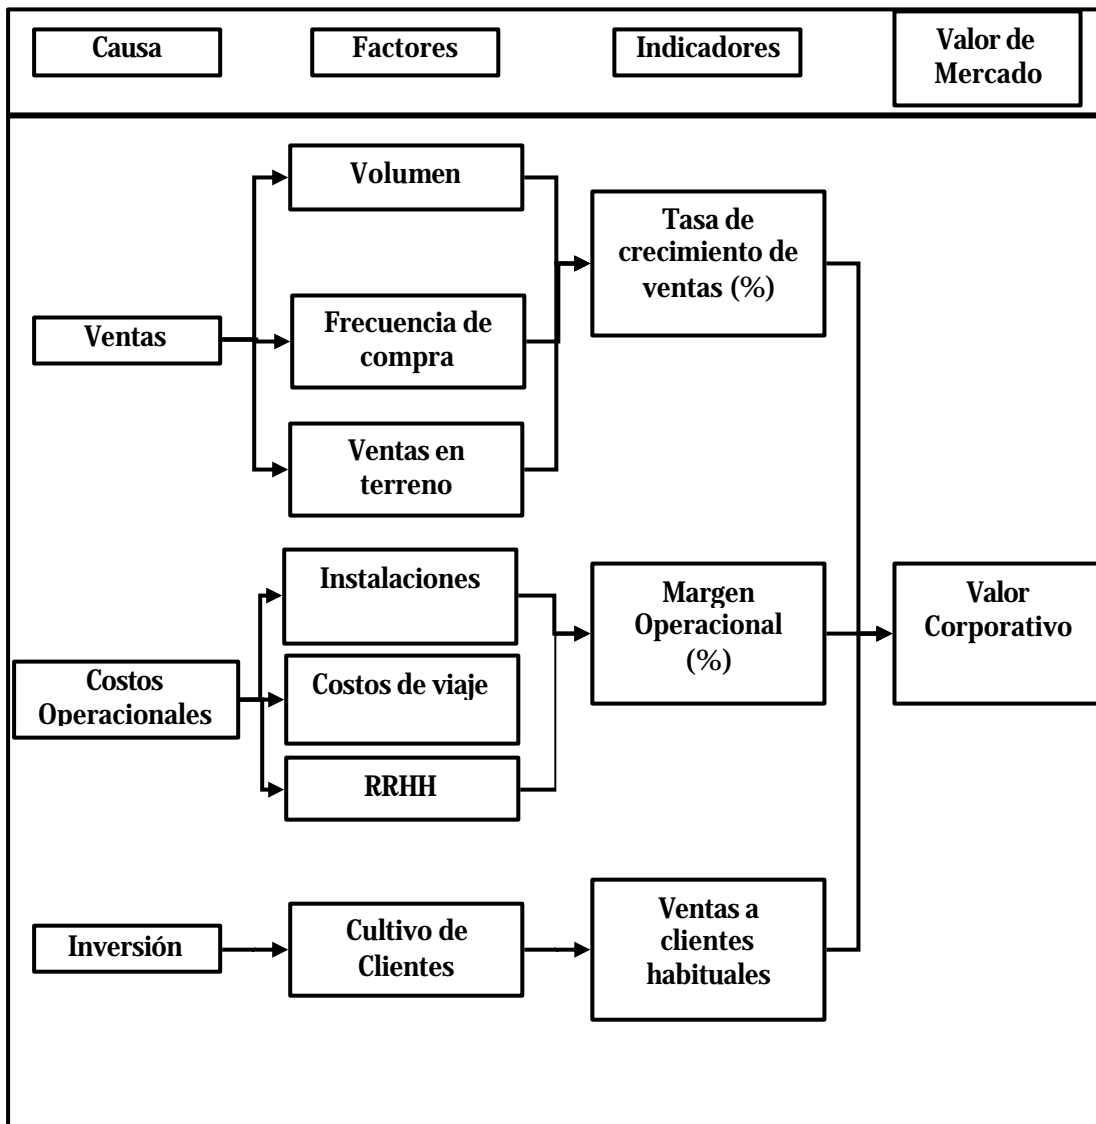 Causa
Factores
Indicadores
Valor de
Mercado
Volumen
Tasa de
crecimiento de
ventas (%)
Ventas
Frecuencia de
compra
Ventas en
terreno
Instalaciones
Margen
Operacional
(%)
Valor
Corporativo
Costos
Operacionales
Costos de viaje
RRHH
Inversión
Cultivo de
Clientes
Ventas a
clientes
habituales